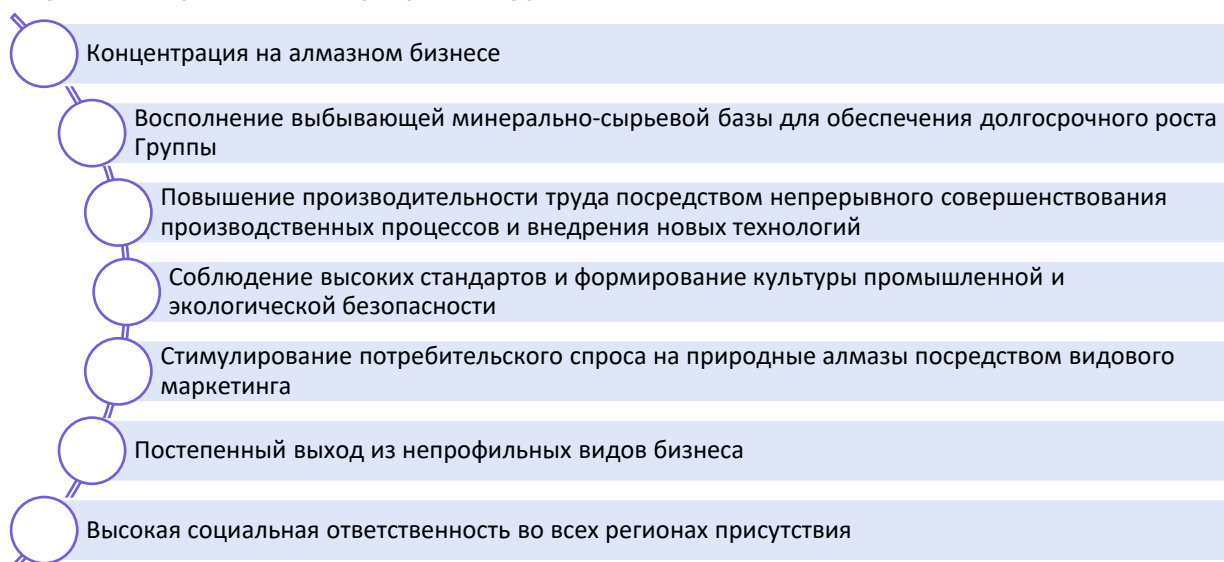 Концентрация на алмазном бизнесе
Восполнение выбывающей минерально-сырьевой базы для обеспечения долгосрочного роста
Группы
Повышение производительности труда посредством непрерывного совершенствования
производственных процессов и внедрения новых технологий
Соблюдение высоких стандартов и формирование культуры промышленной и
экологической безопасности
Стимулирование потребительского спроса на природные алмазы посредством видового
маркетинга
Постепенный выход из непрофильных видов бизнеса
Высокая социальная ответственность во всех регионах присутствия